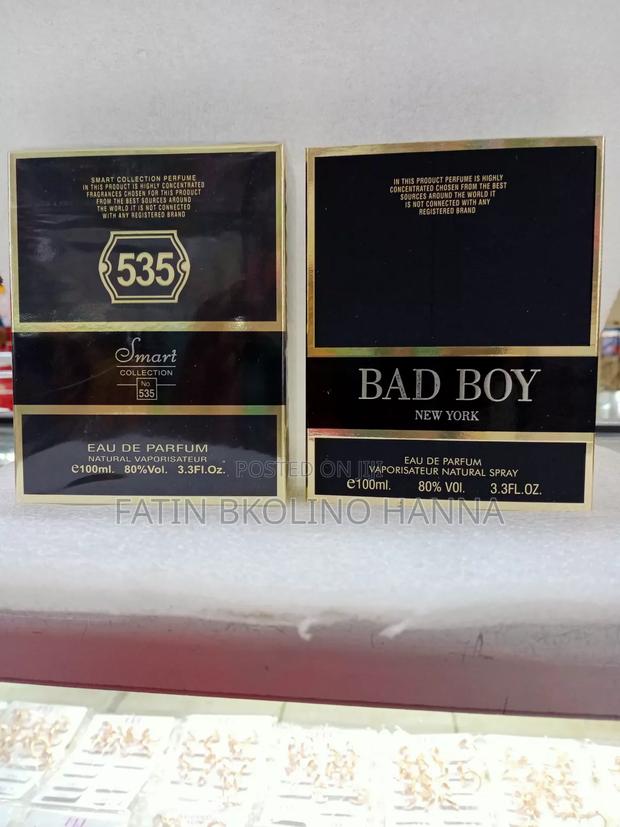 SMART COLLECTION PERFUME
IN THIS PRODUCT IS HIGHLY CONCENTRATED
FRAGRANCES CHOSEN FOR THIS PRODUCT
FROM THE BEST SOURCES AROUND
THE WORLD IT IS NOT CONNECTED
WITH ANY REGISTERED BRAND
535
Smart
COLLECTION
No
535
EAU DE PARFUM
NATURAL VAPORISATEUR
e100ml. 80%Vol. 3.3Fl.Oz.
IN THIS PRODUCT PERFUME IS HIGHLY
CONCENTRATED CHOSEN FROM THE BEST
SOURCES AROUND THE WORLD IT
IS NOT CONNECTED WITH ANY
REGISTERED BRAND
BAD BOY
NEW YORK
EAU DE PARFUM
VAPORISATEUR NATURAL SPRAY
e100ml. 80% VOl. 3.3FL.OZ.
POSTED ON JIJI
FATIN BKOLINO HANNA